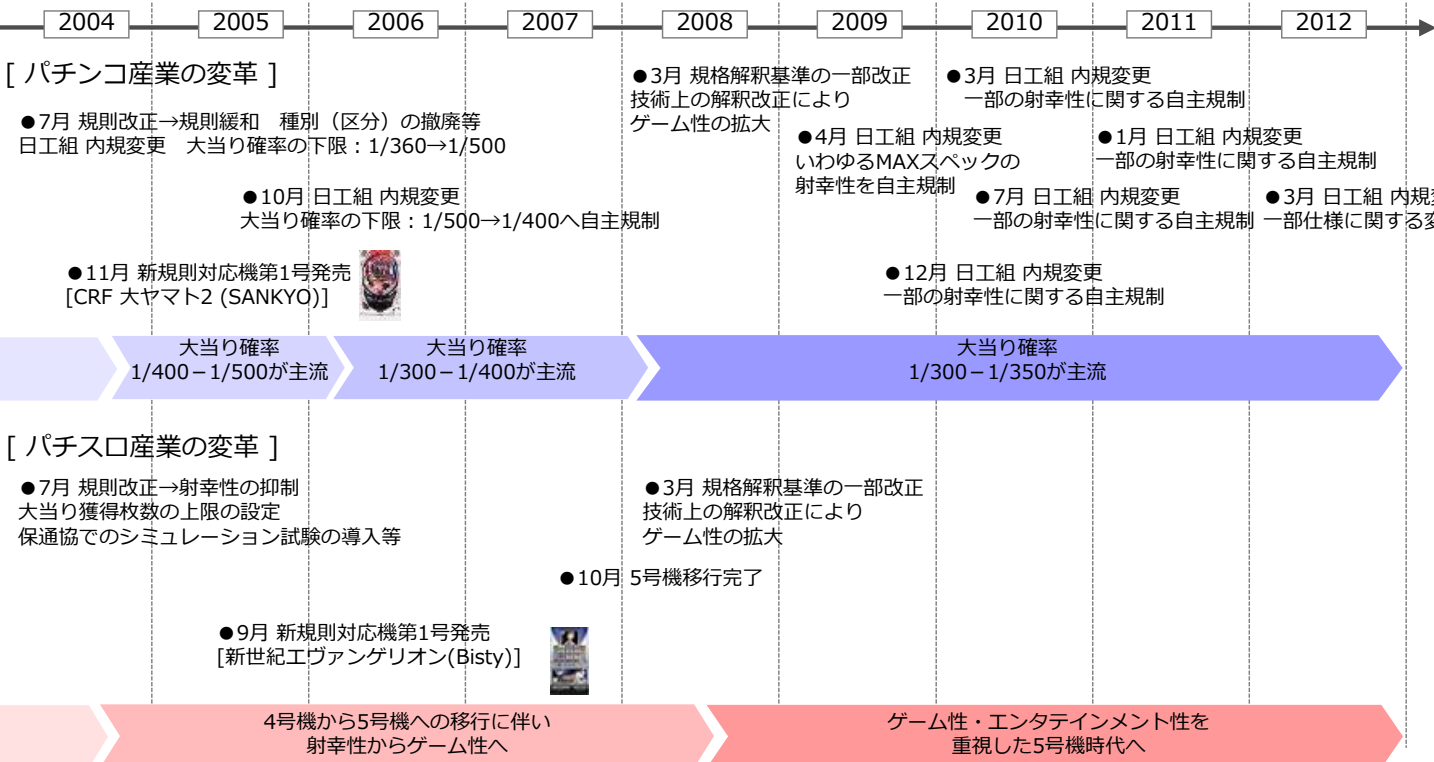 2004 2005 2006 2007 2008 2009 2010 2011 2012
[ パチンコ産業の変革 ]
●7月 規則改正→規則緩和　種別（区分）の撤廃等
日工組 内規変更　大当り確率の下限：1/360→1/500
●10月 日工組 内規変更
大当り確率の下限：1/500→1/400へ自主規制
●11月 新規則対応機第1号発売
[CRF 大ヤマト2 (SANKYO)]
●3月 規格解釈基準の一部改正
技術上の解釈改正により
ゲーム性の拡大
●4月 日工組 内規変更
いわゆるMAXスペックの
射幸性を自主規制
●3月 日工組 内規変更
一部の射幸性に関する自主規制
●1月 日工組 内規変更
一部の射幸性に関する自主規制
●7月 日工組 内規変更
一部の射幸性に関する自主規制
●3月 日工組 内規
一部仕様に関する
●12月 日工組 内規変更
一部の射幸性に関する自主規制
大当り確率
1/400－1/500が主流
大当り確率
1/300－1/400が主流
大当り確率
1/300－1/350が主流
[ パチスロ産業の変革 ]
●7月 規則改正→射幸性の抑制
大当り獲得枚数の上限の設定
保通協でのシミュレーション試験の導入等
●3月 規格解釈基準の一部改正
技術上の解釈改正により
ゲーム性の拡大
●10月 5号機移行完了
●9月 新規則対応機第1号発売
[新世紀エヴァンゲリオン(Bisty)]
4号機から5号機への移行に伴い
射幸性からゲーム性へ
ゲーム性・エンタテインメント性を
重視した5号機時代へ